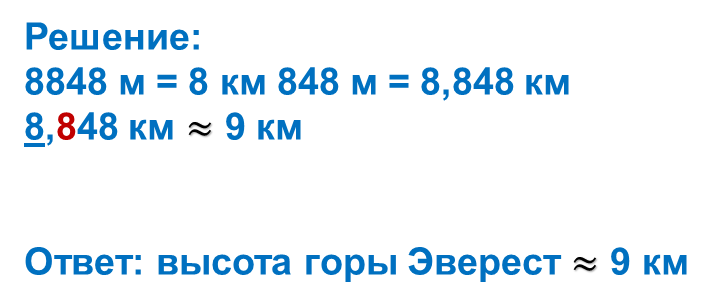 Решение:
8848 м = 8 км 848 м = 8,848 км
8,848 км ≈ 9 км
Ответ: высота горы Эверест ≈ 9 км